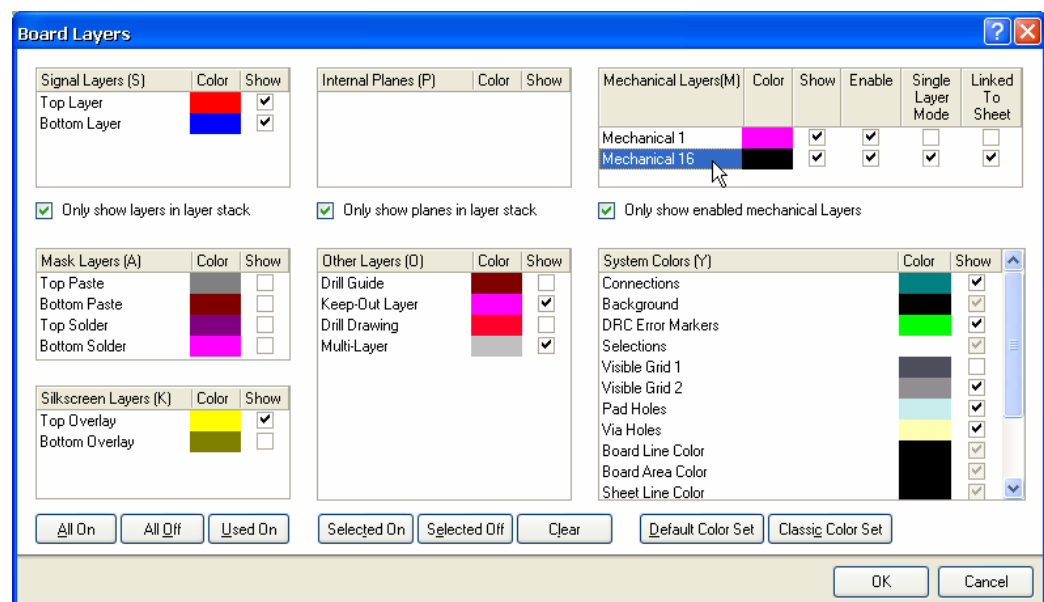 Board Layers
Signal Layers (S) Color Show
Top Layer
Bottom Layer
Only show layers in layer stack
Internal Planes (P) Color Show
Only show planes in layer stack
Mechanical Layers(M) Color Show Enable Single Layer Mode Linked To Sheet
Mechanical 1
Mechanical 16
Only show enabled mechanical Layers
Mask Layers (A) Color Show
Top Paste
Bottom Paste
Top Solder
Bottom Solder
Silkscreen Layers (K) Color Show
Top Overlay
Bottom Overlay
Other Layers (O) Color Show
Drill Guide
Keep-Out Layer
Drill Drawing
Multi-Layer
System Colors (Y) Color Show
Connections
Background
DRC Error Markers
Selections
Visible Grid 1
Visible Grid 2
Pad Holes
Via Holes
Board Line Color
Board Area Color
Sheet Line Color
All On All Off Used On Selected On Selected Off Clear Default Color Set Classic Color Set
OK Cancel